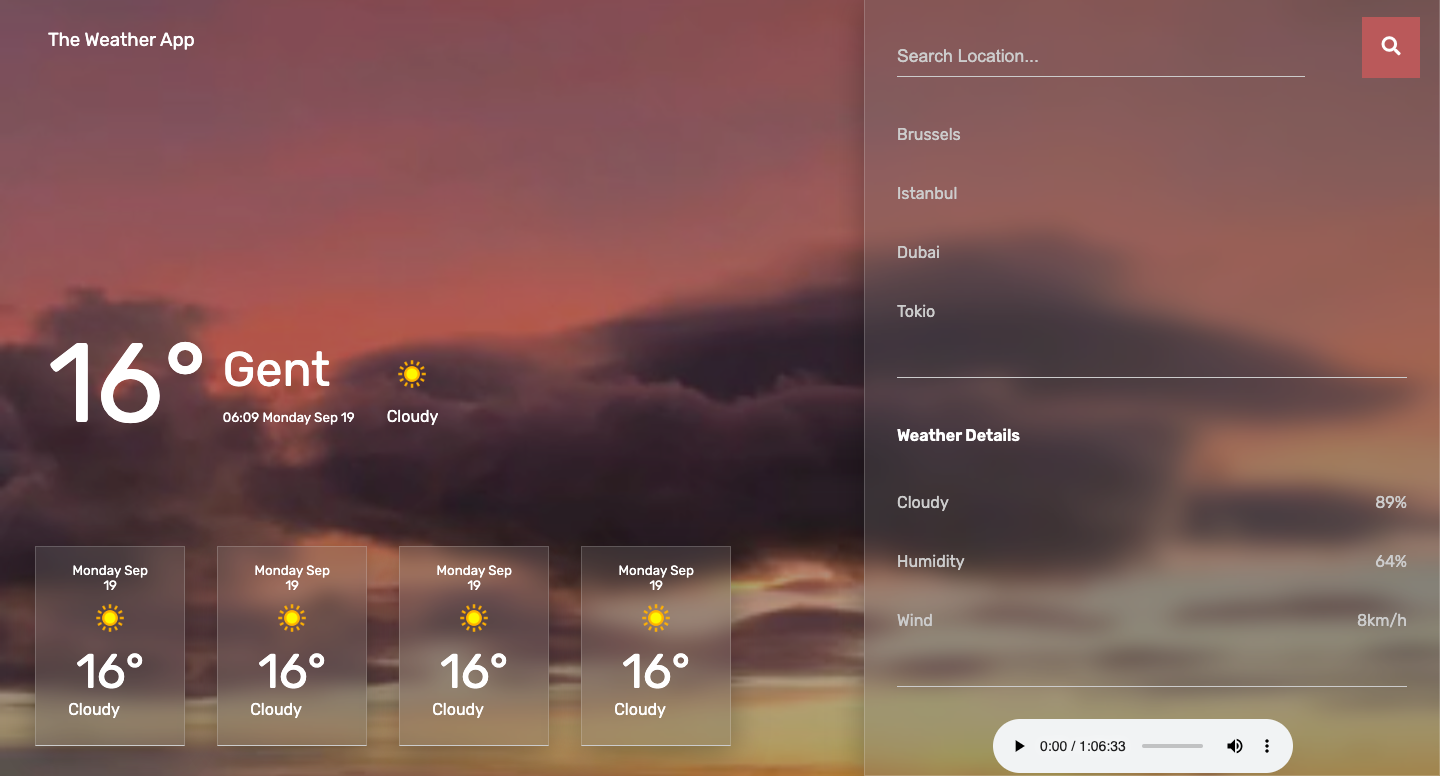 The Weather App
Search Location...
Brussels
Istanbul
Dubai
Tokio
16°
Gent
06:09 Monday Sep 19
Cloudy
Weather Details
Cloudy 89%
Humidity 64%
Wind 8km/h
Monday Sep
19
16°
Cloudy
Monday Sep
19
16°
Cloudy
Monday Sep
19
16°
Cloudy
Monday Sep
19
16°
Cloudy
0:00 / 1:06:33